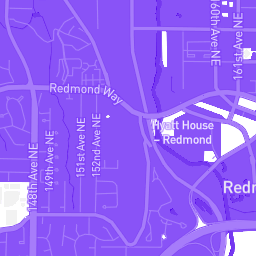 160th Ave NE
161st Ave NE
Redmond Way
Hyatt House
– Redmond
148th Ave NE
149th Ave NE
151st Ave NE
152nd Ave NE
Redm